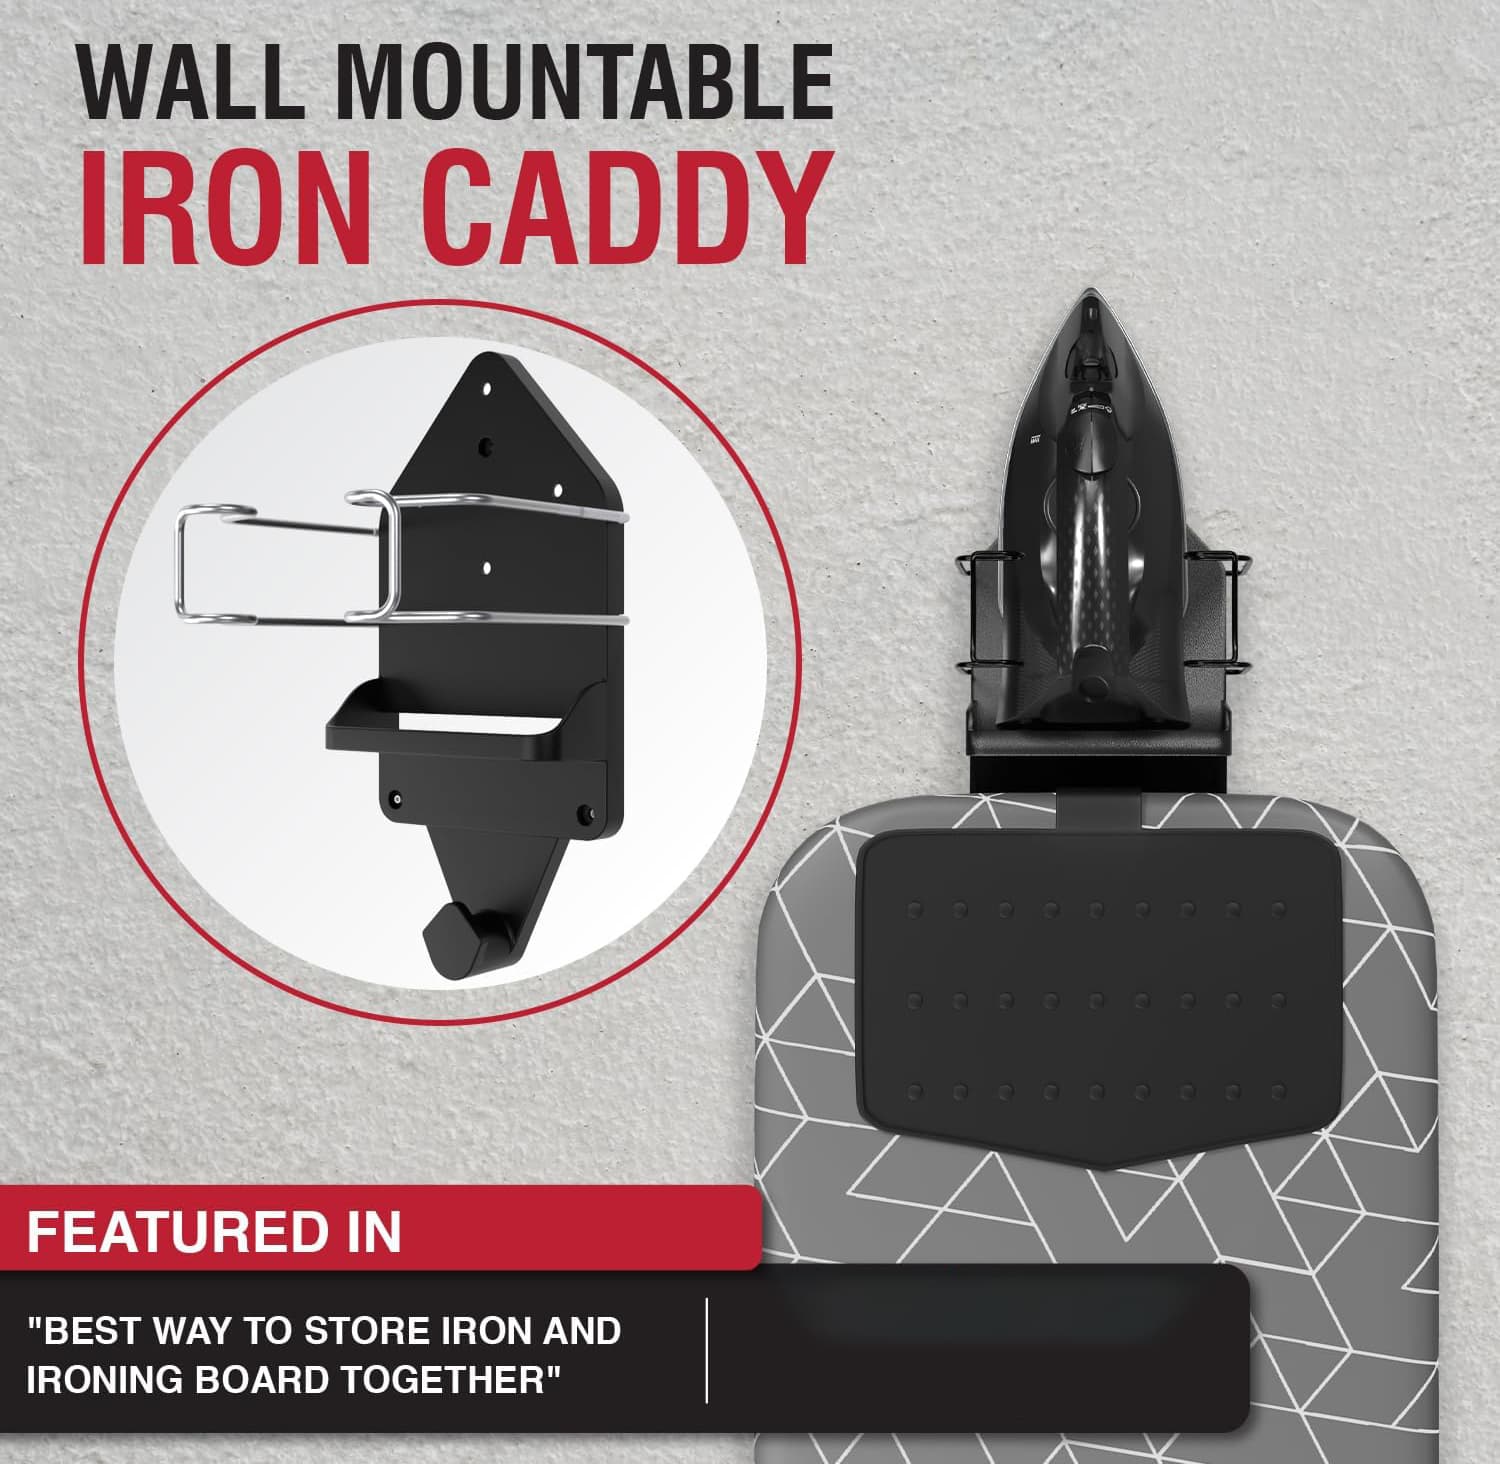 WALL MOUNTABLE
IRON CADDY
FEATURED IN
"BEST WAY TO STORE IRON AND
IRONING BOARD TOGETHER"